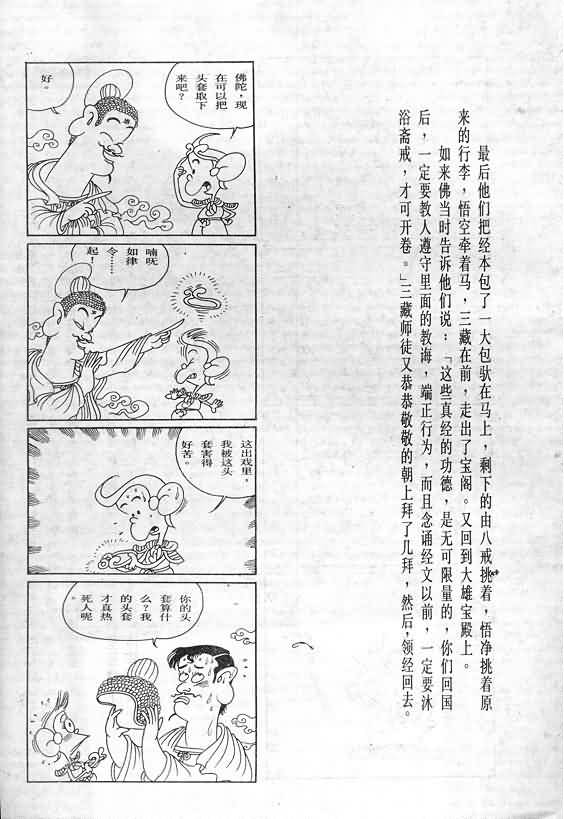 最后他们把经本包了一大包驮在马上，剩下的由八戒挑着，悟净挑着原
来的行李，悟空牵着马，三藏在前，走出了宝阁。又回到大雄宝殿上。
如来佛当时告诉他们说：「这些真经的功德，是无可限量的，你们回国
后，一定要教人遵守里面的教诲，端正行为，而且念诵经文以前，一定要沐
浴斋戒，才可开卷。」三藏师徒又恭恭敬敬的朝上拜了几拜，然后，领经回去。
佛陀，现
在可以把
头套取下
来吧？
好。
喃呒
如律
令……
起！
这出戏里，
我被这头
套害得
好苦。
你的头
套算什
么？我
的头套
才真热
死人呢